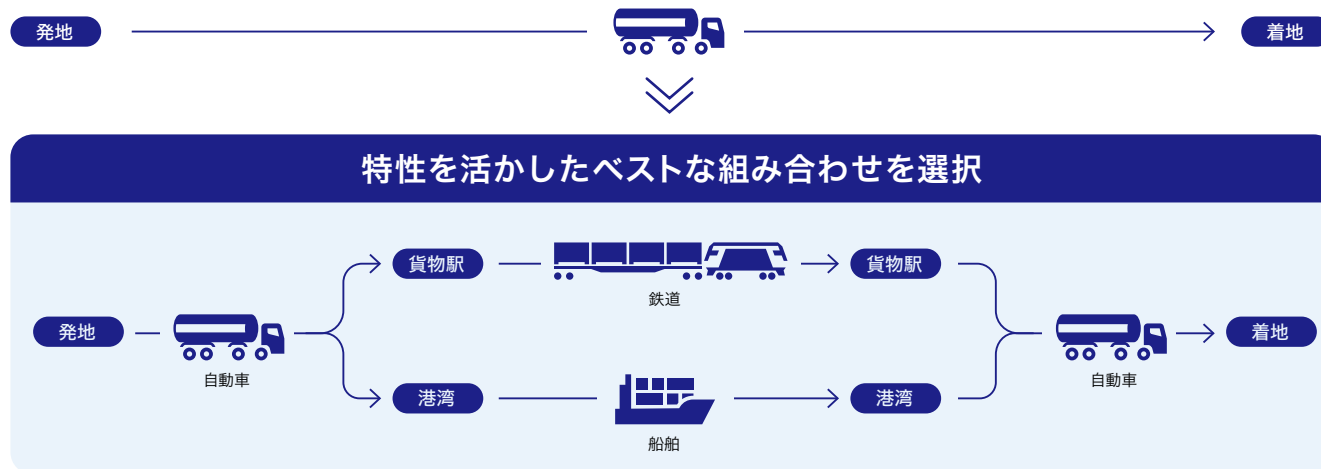 発地
着地
特性を活かしたベストな組み合わせを選択
貨物駅
貨物駅
鉄道
発地
着地
自動車
自動車
港湾
港湾
船舶